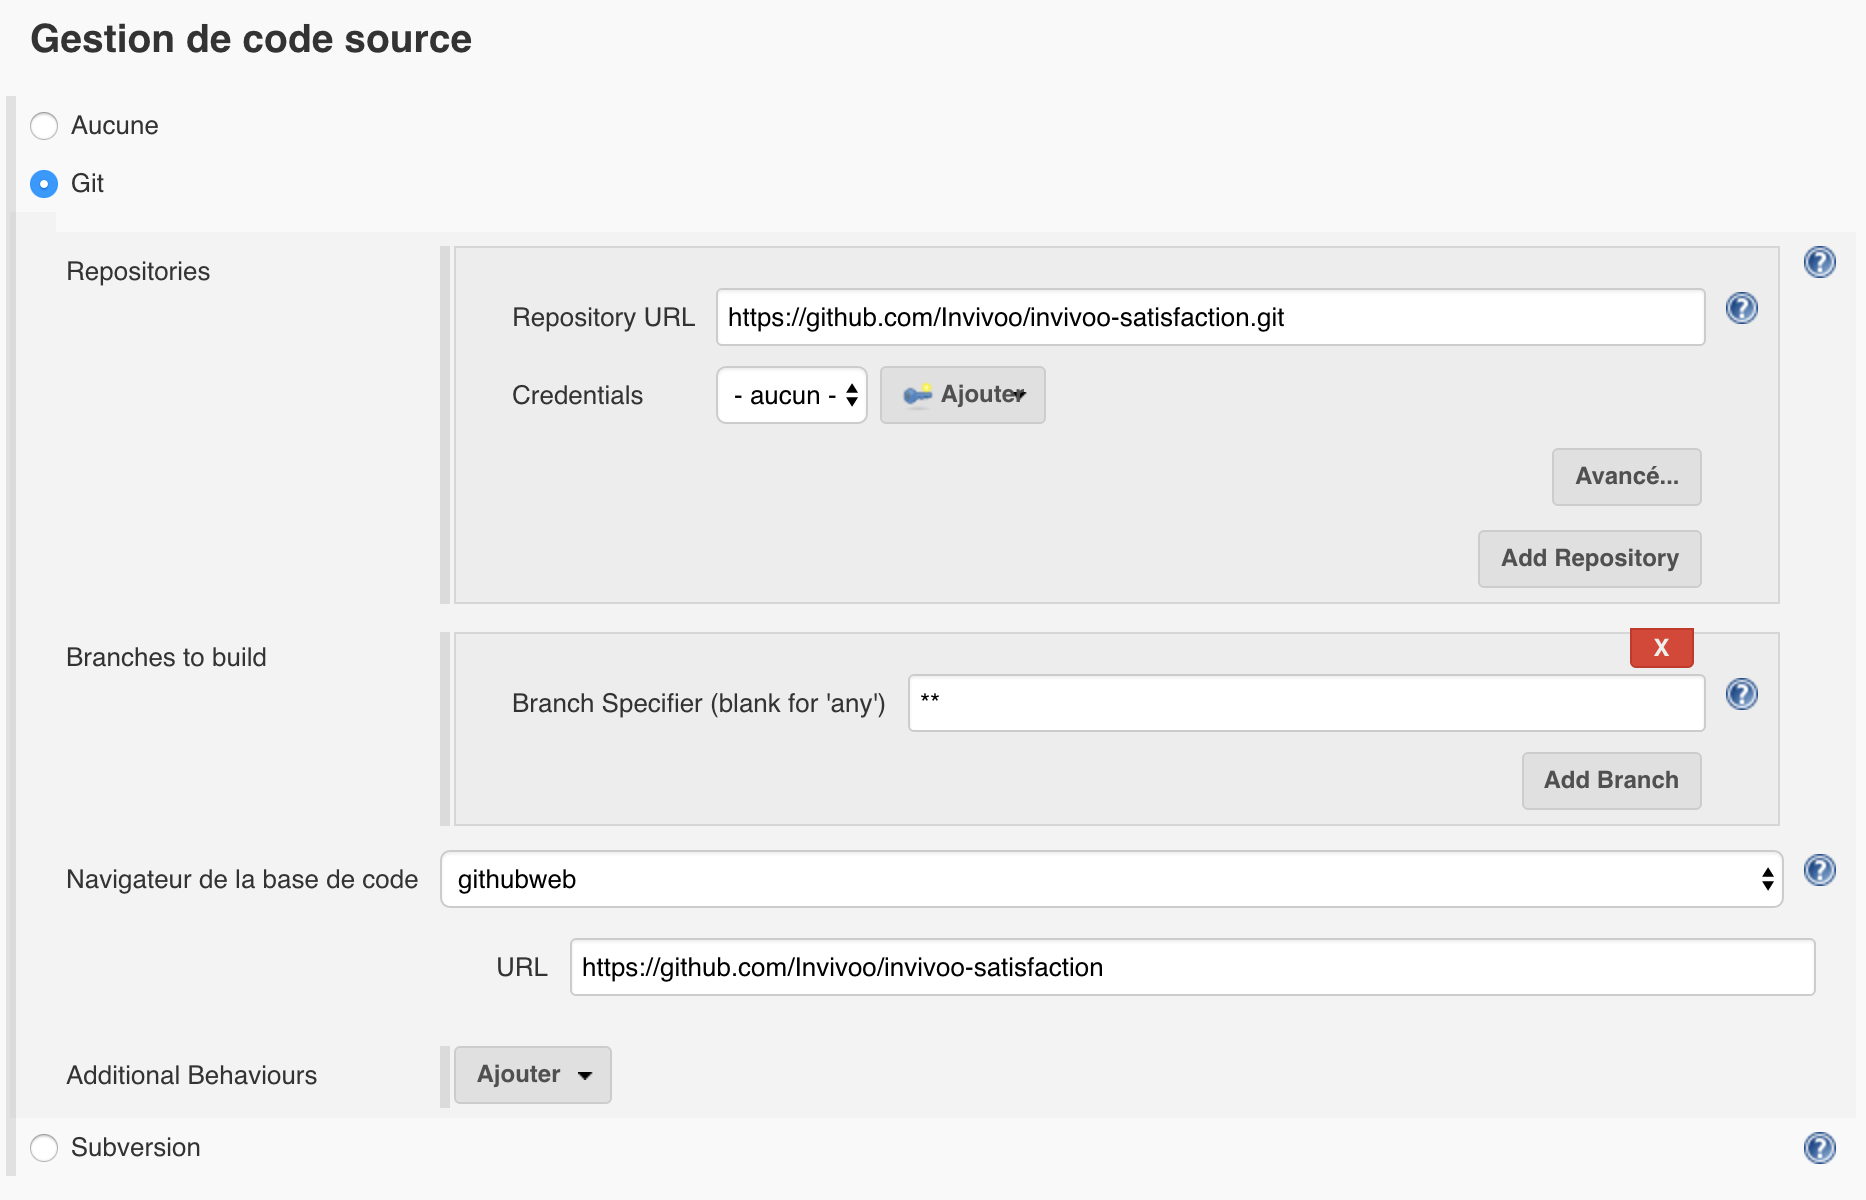 Gestion de code source
Aucune
Git
Repositories
Repository URL https://github.com/Invivoo/invivoo-satisfaction.git
Credentials - aucun - Ajouter
Avancé...
Add Repository
Branches to build
X
Branch Specifier (blank for 'any') **
Add Branch
Navigateur de la base de code githubweb
URL https://github.com/Invivoo/invivoo-satisfaction
Additional Behaviours Ajouter
Subversion